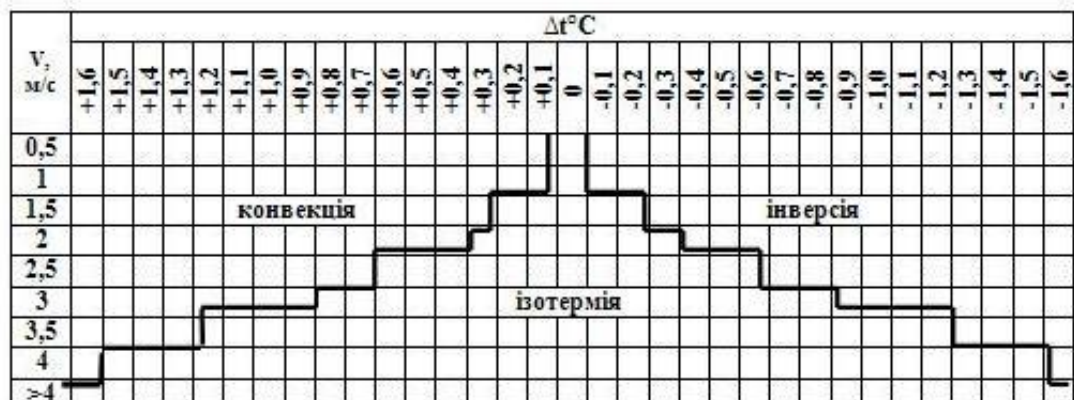 Δt°C
V, м/с
+1,6 +1,5 +1,4 +1,3 +1,2 +1,1 +1,0 +0,9 +0,8 +0,7 +0,6 +0,5 +0,4 +0,3 +0,2 +0,1 0 -0,1 -0,2 -0,3 -0,4 -0,5 -0,6 -0,7 -0,8 -0,9 -1,0 -1,1 -1,2 -1,3 -1,4 -1,5 -1,6
0,5
1
1,5 конвекція інверсія
2
2,5
3 ізотермія
3,5
4
>4